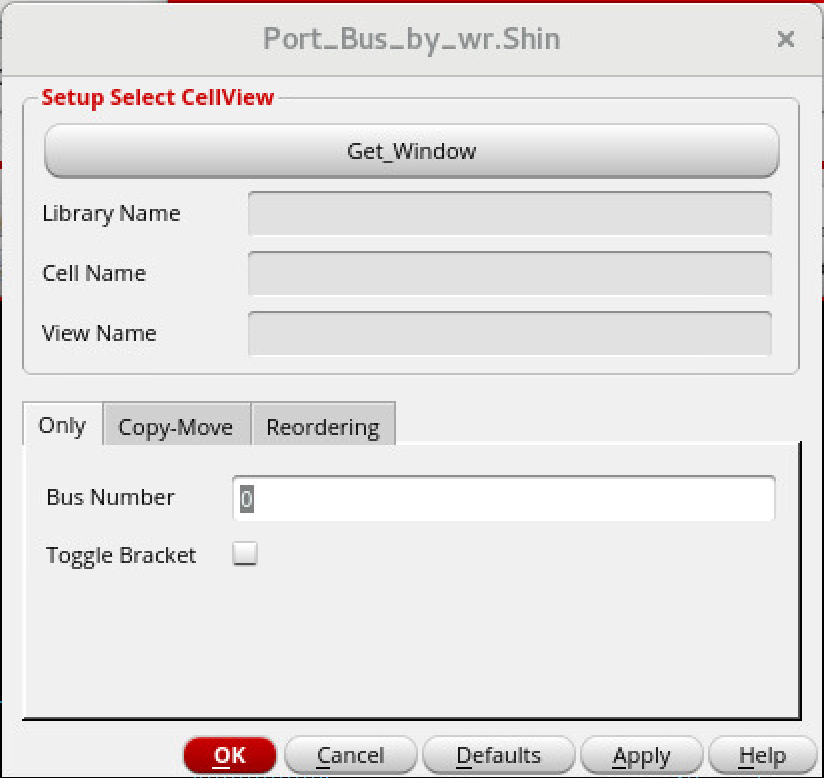 Port_Bus_by_wr.Shin
Setup Select CellView
Get_Window
Library Name
Cell Name
View Name
Only Copy-Move Reordering
Bus Number 0
Toggle Bracket
OK Cancel Defaults Apply Help